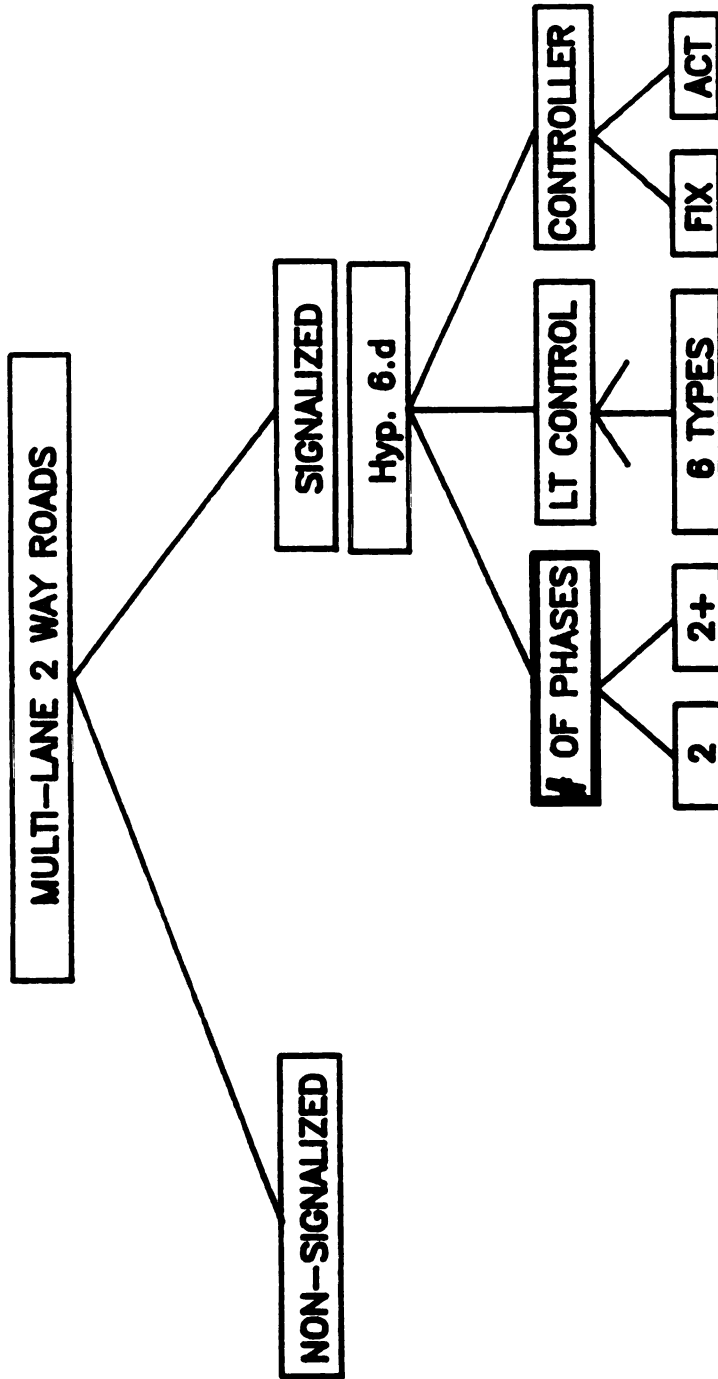 MULTI-LANE 2 WAY ROADS
NON-SIGNALIZED
SIGNALIZED
Hyp. 6.d
# OF PHASES
LT CONTROL
CONTROLLER
2
2+
6 TYPES
FIX
ACT